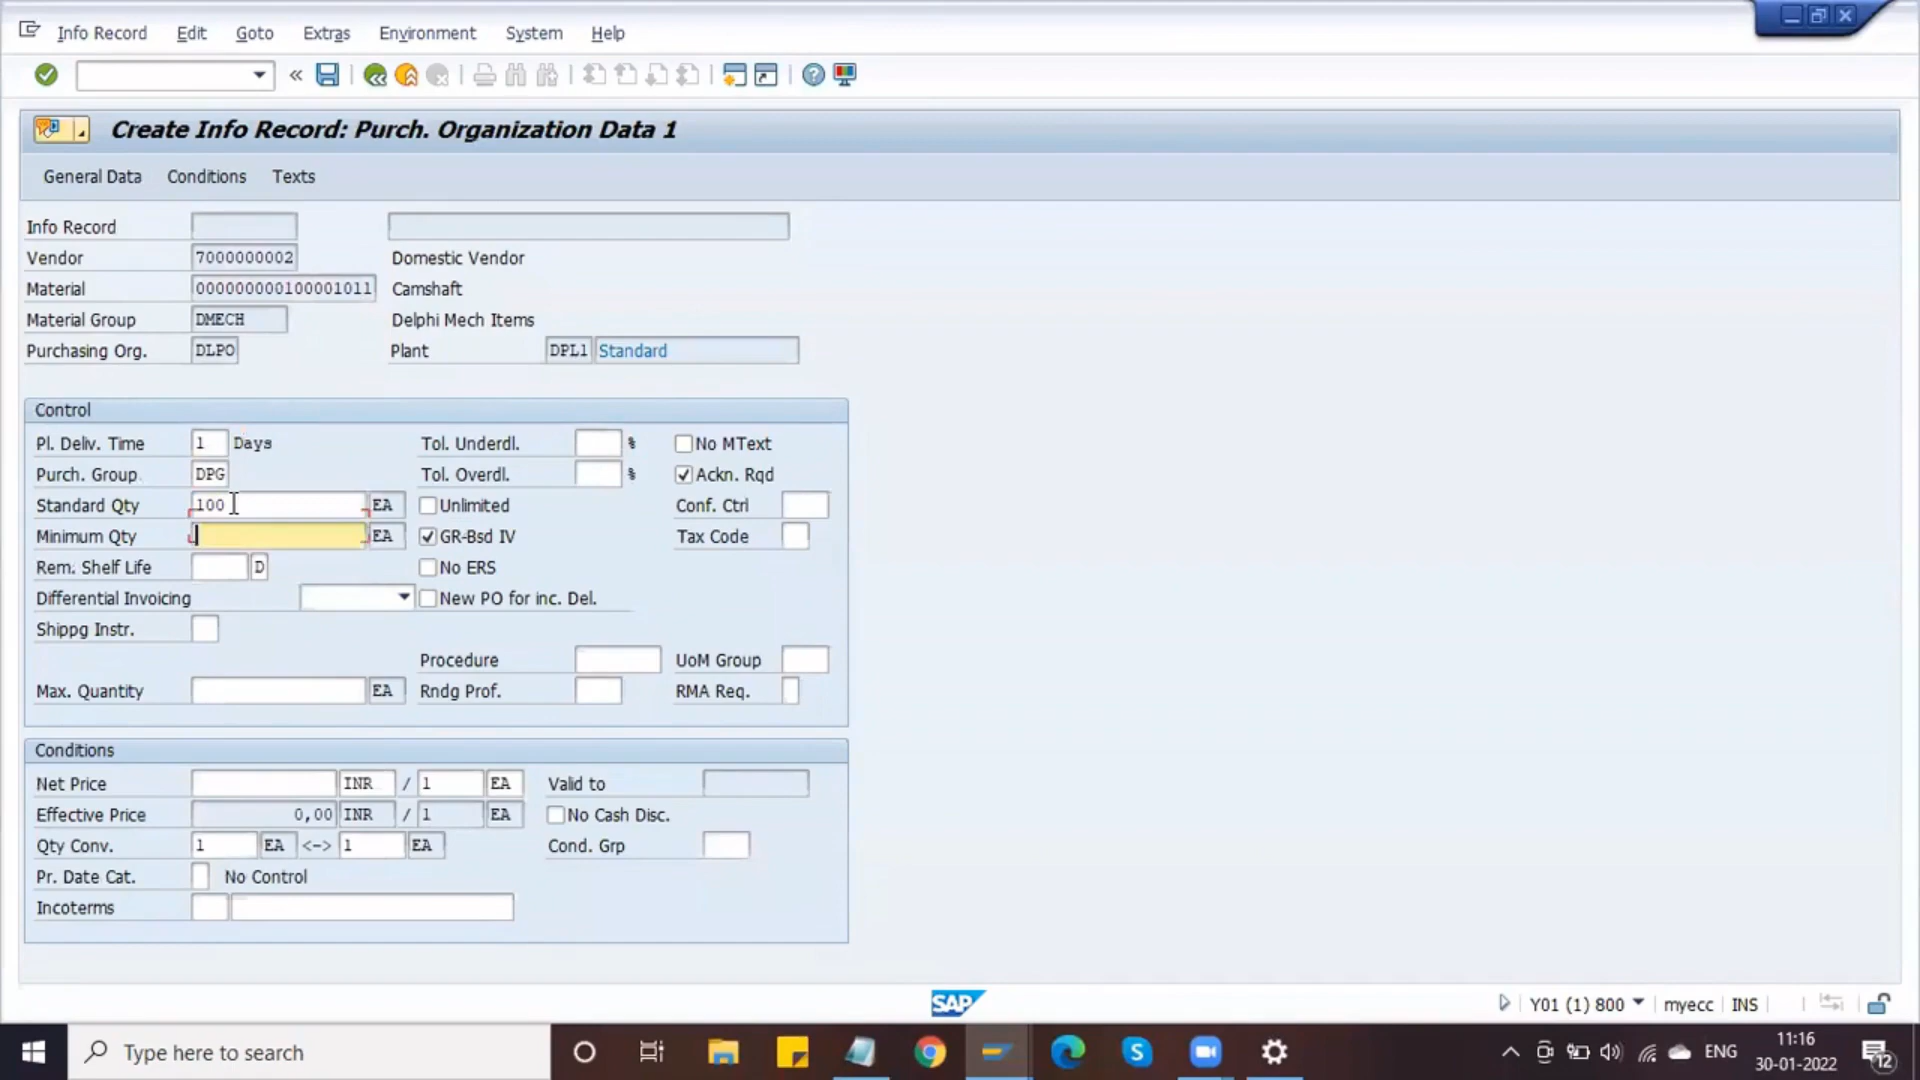 Info Record Edit Goto Extras Environment System Help
Create Info Record: Purch. Organization Data 1
General Data Conditions Texts
Info Record
Vendor 7000000002 Domestic Vendor
Material 000000000100001011 Camshaft
Material Group DMECH Delphi Mech Items
Purchasing Org. DLPO Plant DPL1 Standard
Control
Pl. Deliv. Time 1 Days Tol. Underdl. % No MText
Purch. Group DPG Tol. Overdl. % Ackn. Rqd
Standard Qty 100 EA Unlimited Conf. Ctrl
Minimum Qty EA GR-Bsd IV Tax Code
Rem. Shelf Life D No ERS
Differential Invoicing New PO for inc. Del.
Shippg Instr.
Procedure UoM Group
Max. Quantity EA Rndg Prof. RMA Req.
Conditions
Net Price INR / 1 EA Valid to
Effective Price 0,00 INR / 1 EA No Cash Disc.
Qty Conv. 1 EA <-> 1 EA Cond. Grp
Pr. Date Cat. No Control
Incoterms
SAP Y01 (1) 800 myecc INS
Type here to search ENG 11:16
30-01-2022 12